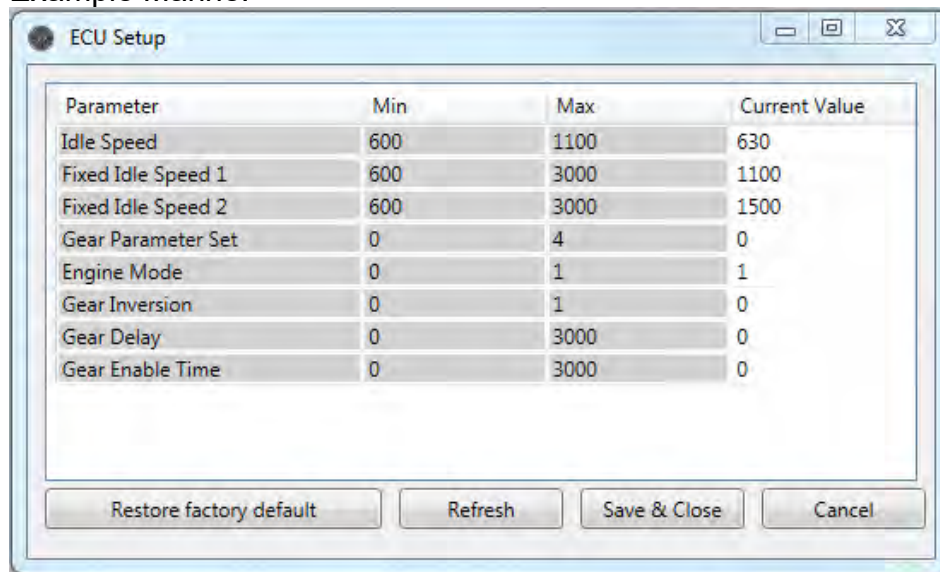 ECU Setup
Parameter Min Max Current Value
Idle Speed 600 1100 630
Fixed Idle Speed 1 600 3000 1100
Fixed Idle Speed 2 600 3000 1500
Gear Parameter Set 0 4 0
Engine Mode 0 1 1
Gear Inversion 0 1 0
Gear Delay 0 3000 0
Gear Enable Time 0 3000 0
Restore factory default Refresh Save & Close Cancel